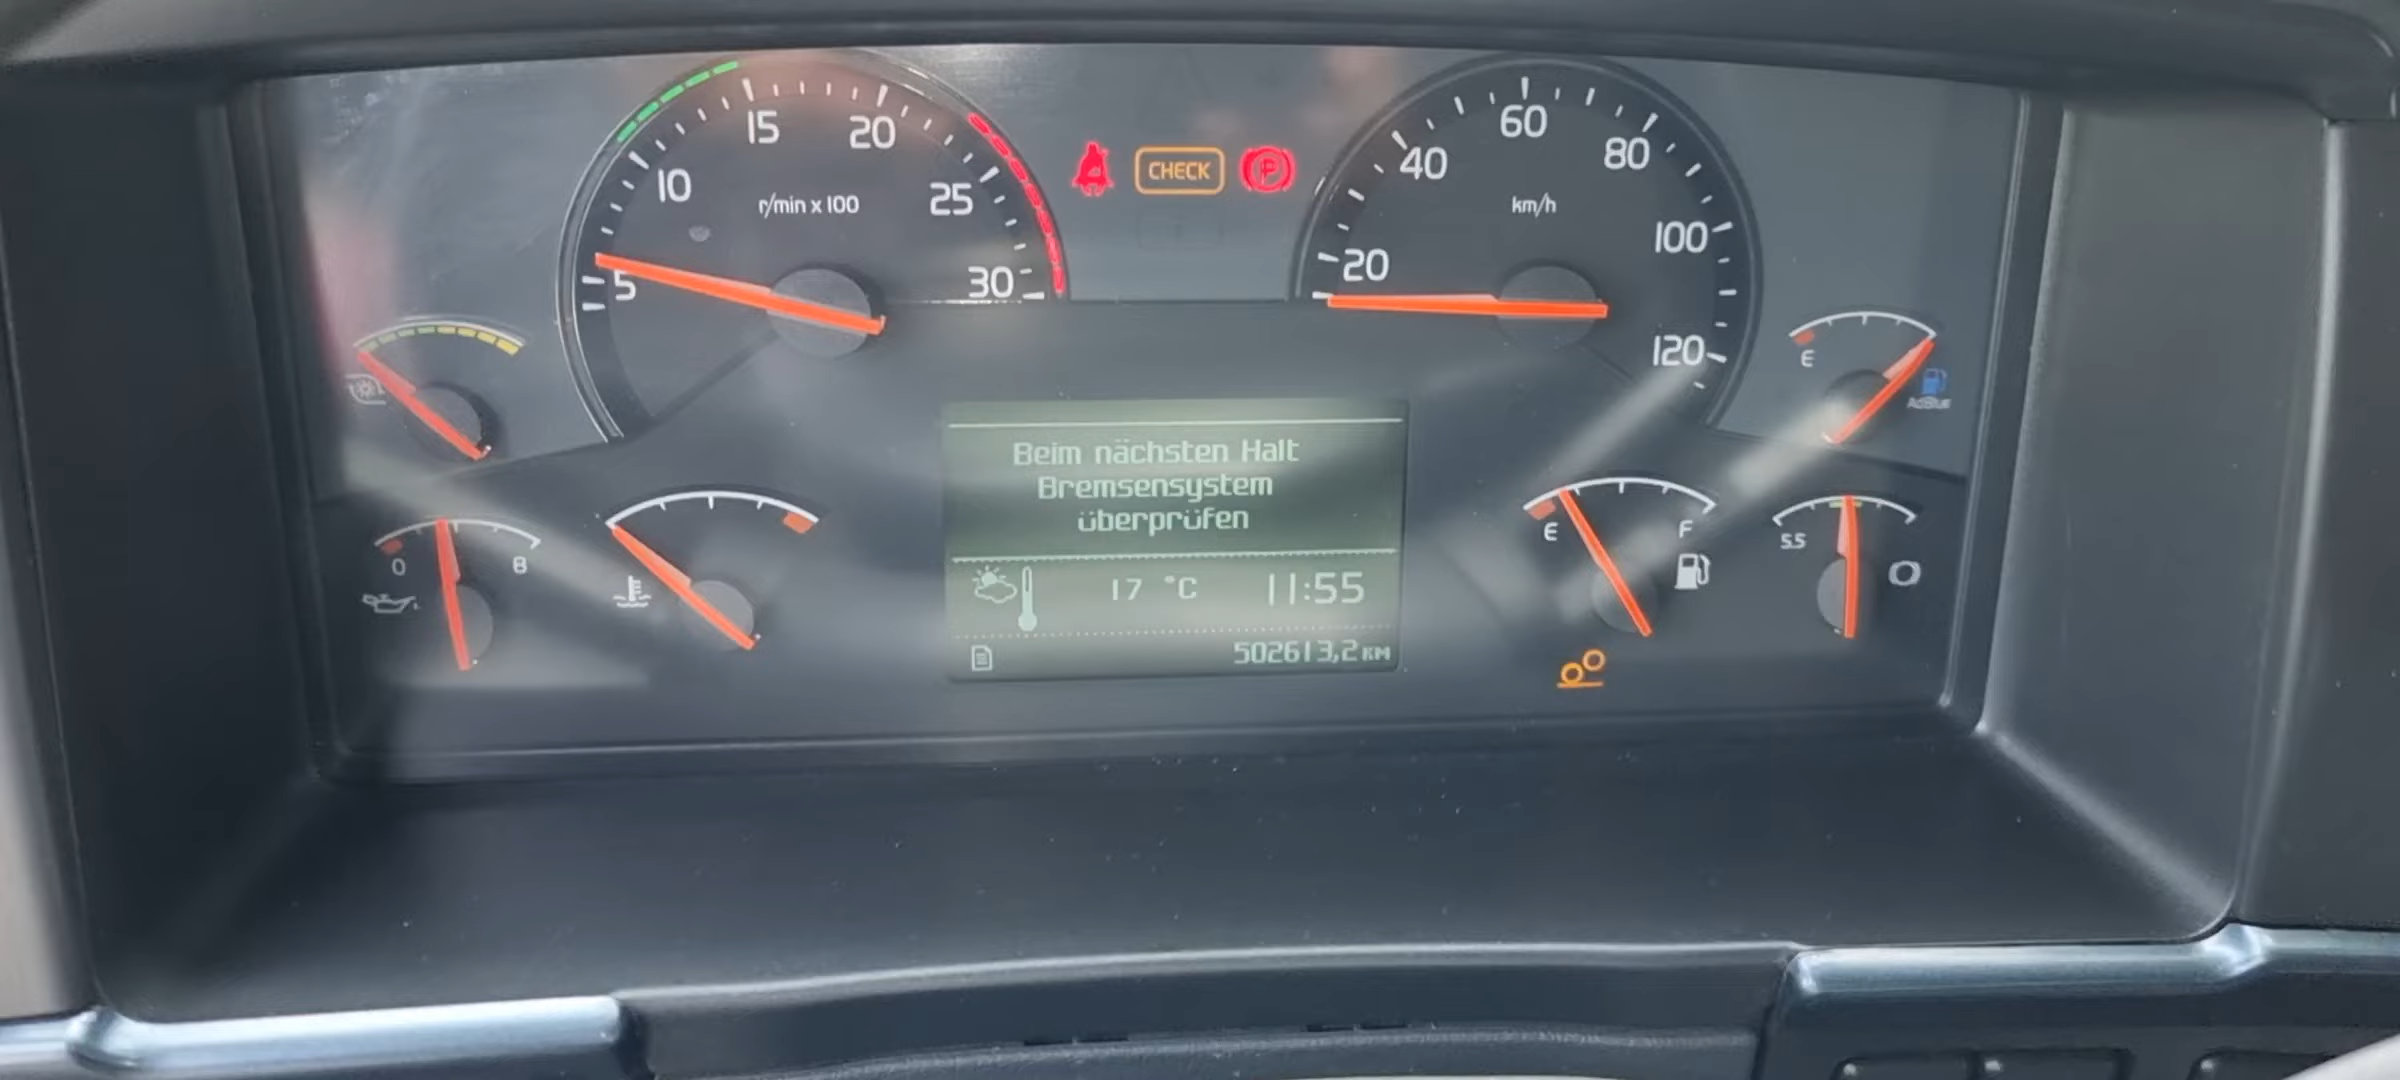 15
20
10
25
r/min x 100
5
30
CHECK
P
60
40
80
km/h
20
100
120
E
AdBlue
Beim nächsten Halt
Bremsensystem
überprüfen
17 °C 11:55
502613,2 KM
0
8
E
F
5.5